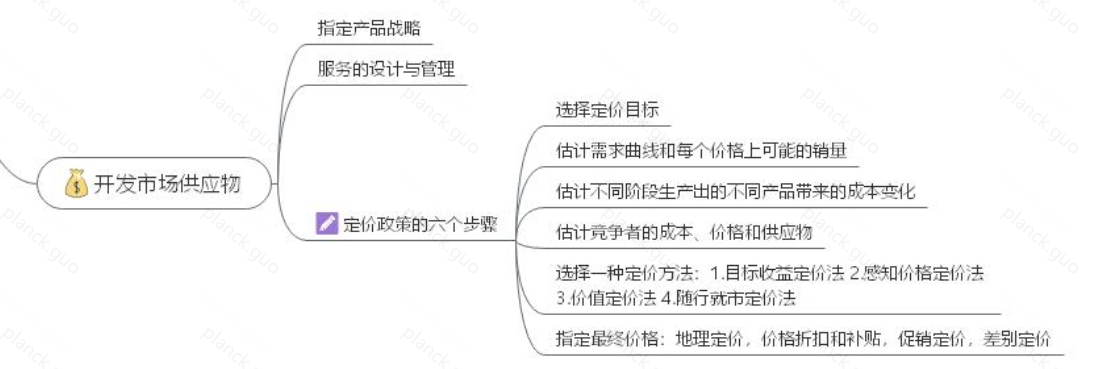 指定产品战略
服务的设计与管理
选择定价目标
估计需求曲线和每个价格上可能的销量
开发市场供应物
估计不同阶段生产出的不同产品带来的成本变化
定价政策的六个步骤
估计竞争者的成本、价格和供应物
选择一种定价方法：1.目标收益定价法 2.感知价格定价法
3.价值定价法 4.随行就市定价法
指定最终价格：地理定价，价格折扣和补贴，促销定价，差别定价
planck.guo